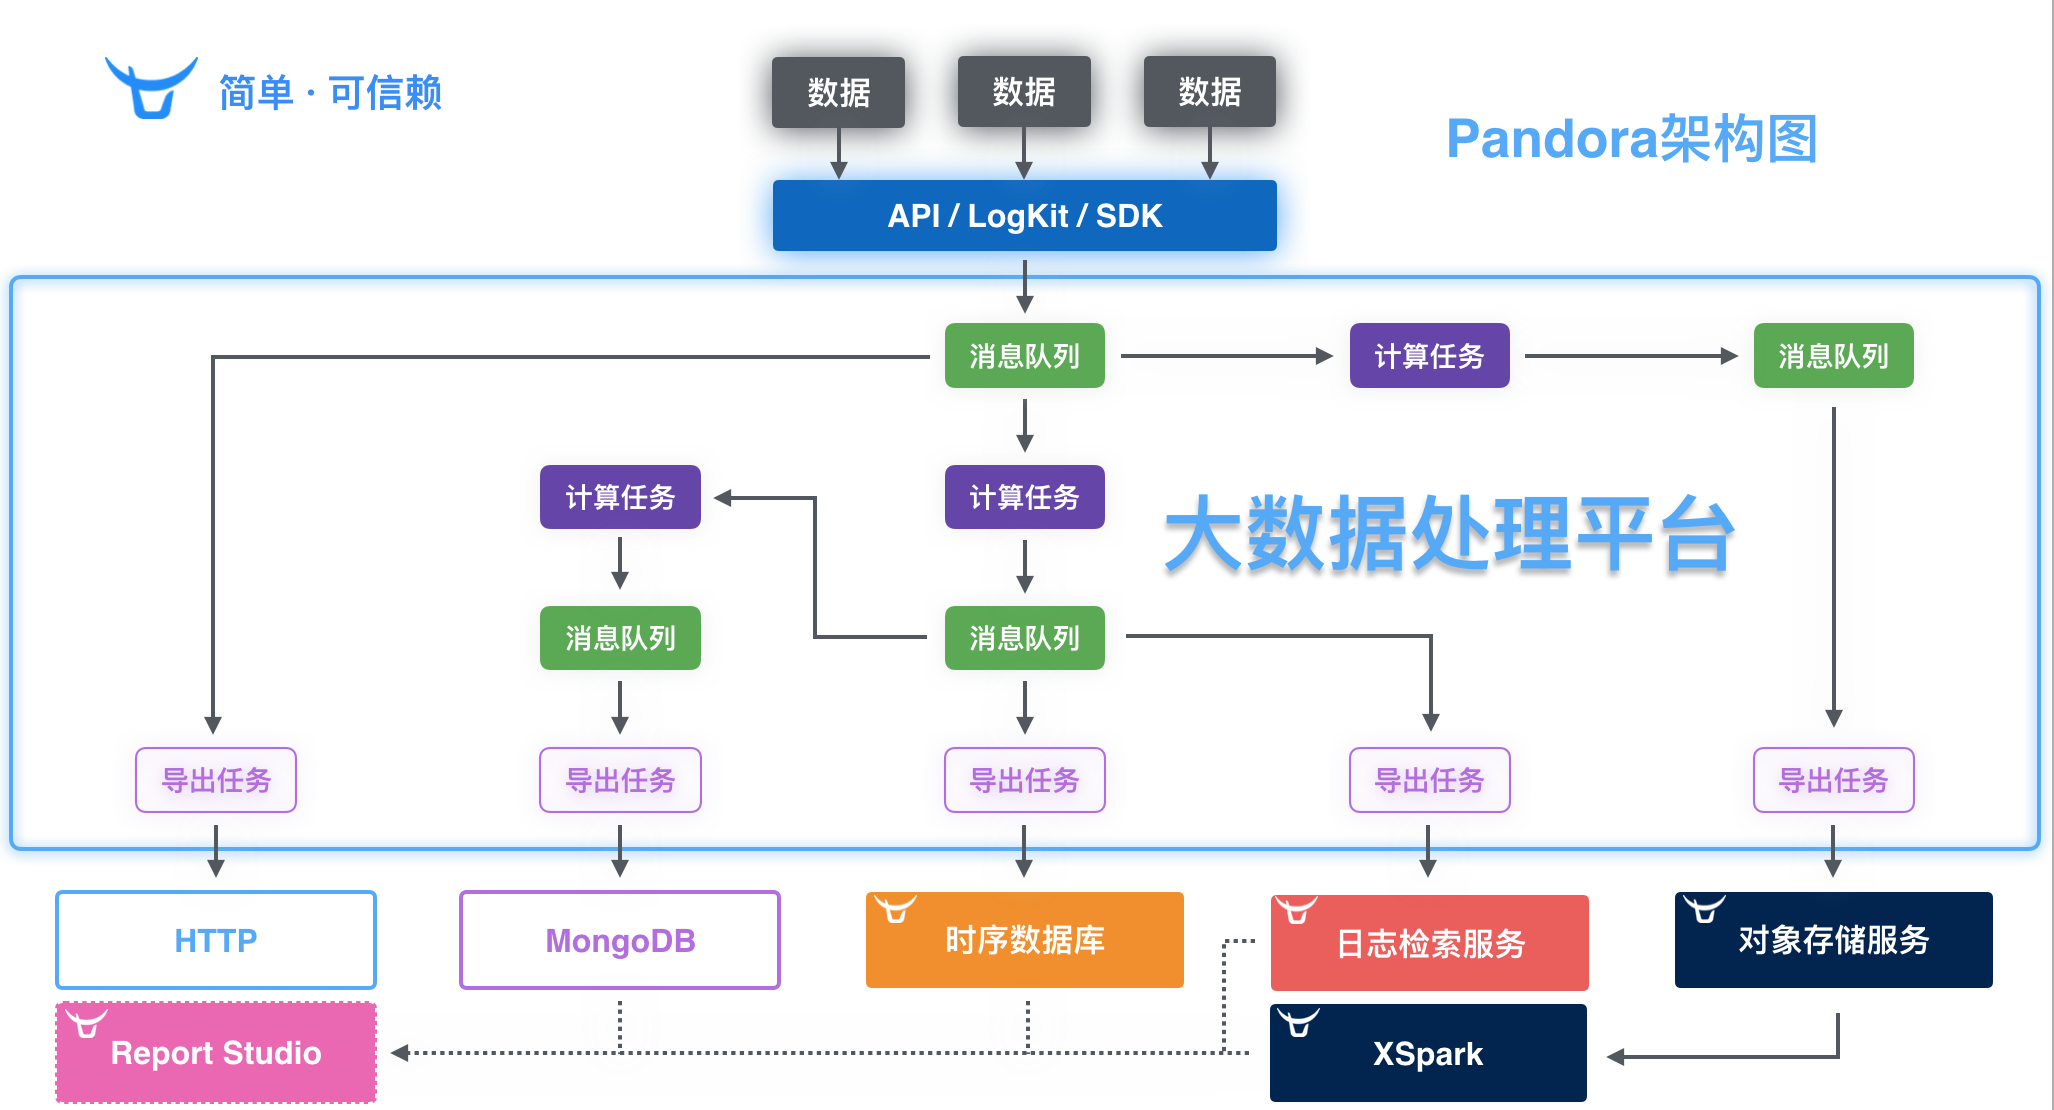 简单 · 可信赖
数据
数据
数据
Pandora架构图
API / LogKit / SDK
消息队列
计算任务
消息队列
计算任务
计算任务
大数据处理平台
消息队列
消息队列
导出任务
导出任务
导出任务
导出任务
导出任务
HTTP
MongoDB
时序数据库
日志检索服务
对象存储服务
Report Studio
XSpark